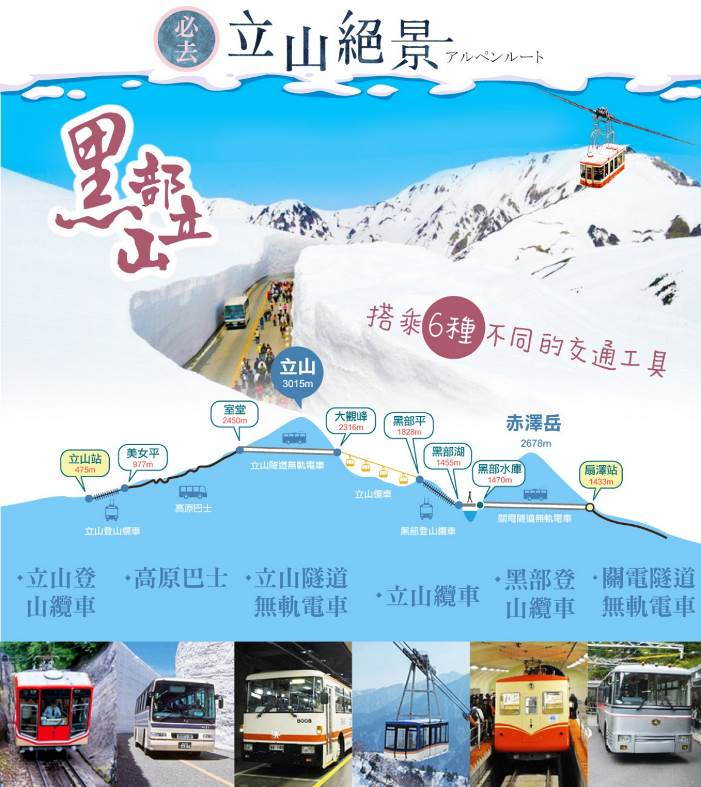 必去
立山絕景
アルペンルート
黑部立山
搭乘6種不同的交通工具
立山
3015m
室堂
2450m
大觀峰
2316m
黑部平
1828m
赤澤岳
2678m
美女平
977m
立山站
475m
黑部湖
1455m
黑部水庫
1470m
扇澤站
1433m
立山隧道無軌電車
立山纜車
高原巴士
立山登山纜車
黑部登山纜車
關電隧道無軌電車
·立山登
山纜車
·高原巴士
·立山隧道
無軌電車
·立山纜車
·黑部登
山纜車
·關電隧道
無軌電車
8008